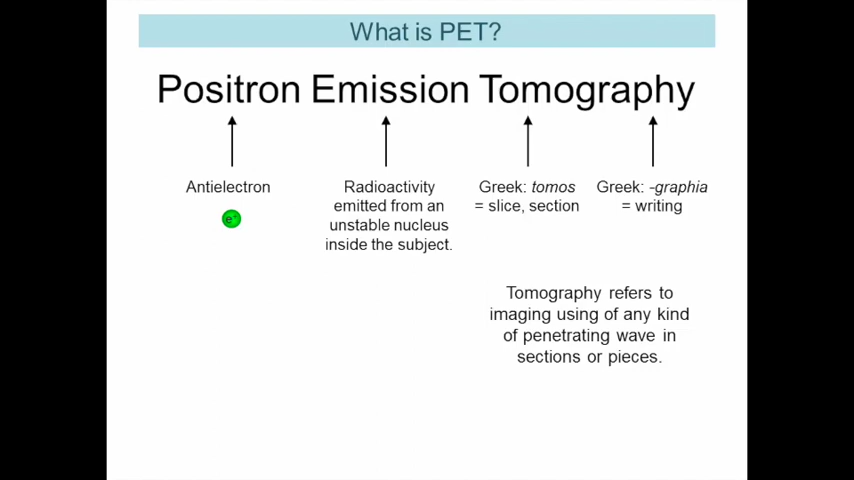 What is PET?
Positron Emission Tomography
Antielectron
e+
Radioactivity
emitted from an
unstable nucleus
inside the subject.
Greek: tomos
= slice, section
Greek: -graphia
= writing
Tomography refers to
imaging using of any kind
of penetrating wave in
sections or pieces.